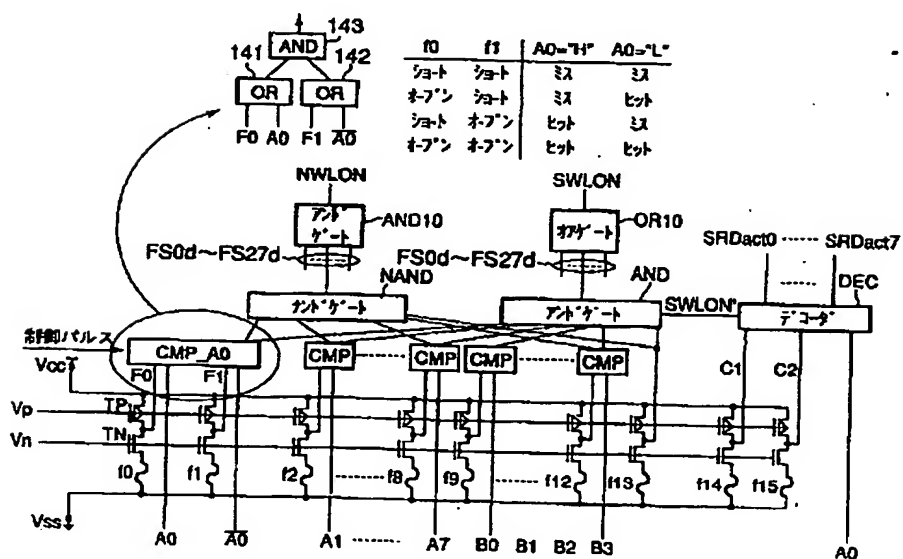 143
AND
141
142
OR
OR
F0 A0 F1 A̅0̅
f0 f1 A0="H" A0="L"
ショート ショート ミス ミス
オープン ショート ミス ヒット
ショート オープン ヒット ミス
オープン オープン ヒット ヒット
NWLON
アンド
ゲート
AND10
FS0d~FS27d
NAND
ナンドゲート
SWLON
オアゲート
OR10
FS0d~FS27d
AND
アンドゲート
SWLON'
SRDact0 SRDact7
DEC
デコーダ
制御パルス
CMP_A0
CMP
CMP
CMP
CMP
Vcc
F0
F1
C1
C2
Vp
TP
Vn
TN
f0 f1 f2 f8 f9 f12 f13 f14 f15
Vss
A0 A̅0̅ A1 A7 B0 B1 B2 B3 A0